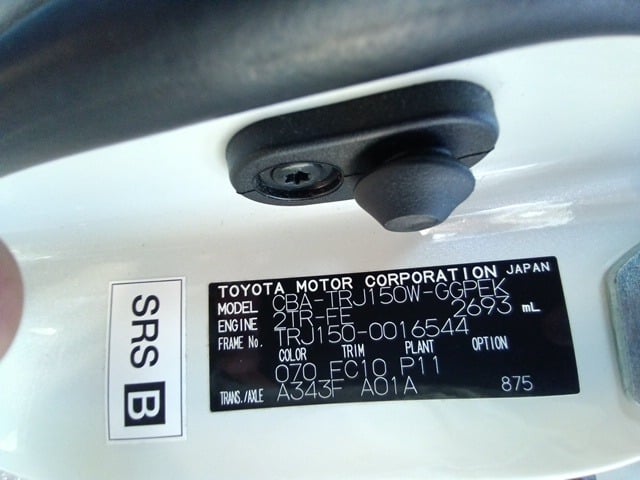 TOYOTA MOTOR CORPORATION JAPAN
MODEL CBA-TRJ150W-GGPEK
ENGINE 2TR-FE 2693 mL
FRAME No. TRJ150-0016544
COLOR TRIM PLANT OPTION
070 FC10 P11
TRANS./AXLE A343F A01A 875
SRS B